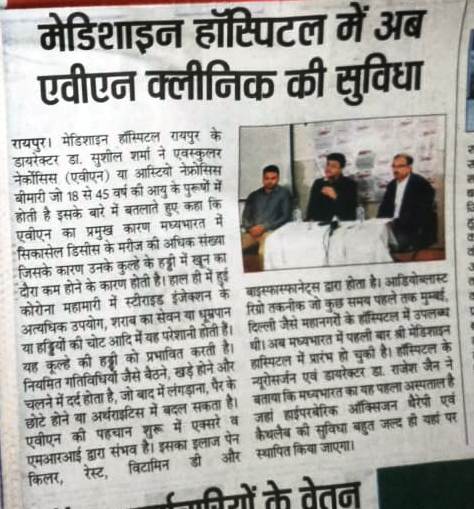 मेडिशाइन हॉस्पिटल में अब
एवीएन क्लीनिक की सुविधा
रायपुर। मेडिशाइन हॉस्पिटल रायपुर के
डायरेक्टर डा. सुशील शर्मा ने एवस्कुलर
नेकोसिस (एवीएन) या आस्टियो नेफ्रोसिस
बीमारी जो 18 से 45 वर्ष की आयु के पुरूषों में
होती है इसके बारे में बतलाते हुए कहा कि
एवीएन का प्रमुख कारण मध्यभारत में
सिकासेल डिसीस के मरीज की अधिक संख्या
जिसके कारण उनके कुल्हे के हड्डी में खून का
दौरा कम होने के कारण होती है। हाल ही में हुई
कोरोना महामारी में स्टीराइड इंजेक्शन के
अत्यधिक उपयोग, शराब का सेवन या धूम्रपान
या हड्डियों की चोट आदि में यह परेशानी होती है।
यह कुल्हे की हड्डी को प्रभावित करती है।
नियमित गतिविधियों जैसे बैठने, खड़े होने और
चलने में दर्द होता है, जो बाद में लंगड़ाना, पैर के
छोटे होने या अर्थराइटिस में बदल सकता है।
एवीएन की पहचान शुरू में एक्सरे व
एमआरआई द्वारा संभव है। इसका इलाज पेन
किलर, रेस्ट, विटामिन डी और
बाइस्फास्फानेट्स द्वारा होता है। आडियोब्लास्ट
रिग्रो तकनीक जो कुछ समय पहले तक मुम्बई,
दिल्ली जैसे महानगरों के हॉस्पिटल में उपलब्ध
थी। अब मध्यभारत में पहली बार श्री मेडिशाइन
हास्पिटल में प्रारंभ हो चुकी है। हॉस्पिटल के
न्यूरोसर्जन एवं डायरेक्टर डा. राजेश जैन ने
बताया कि मध्यभारत का यह पहला अस्पताल है
जहां हाईपरबेरिक ऑक्सिजन थैरेपी एवं
कैथलैब की सुविधा बहुत जल्द ही यहां पर
स्थापित किया जाएगा।
के वेतन